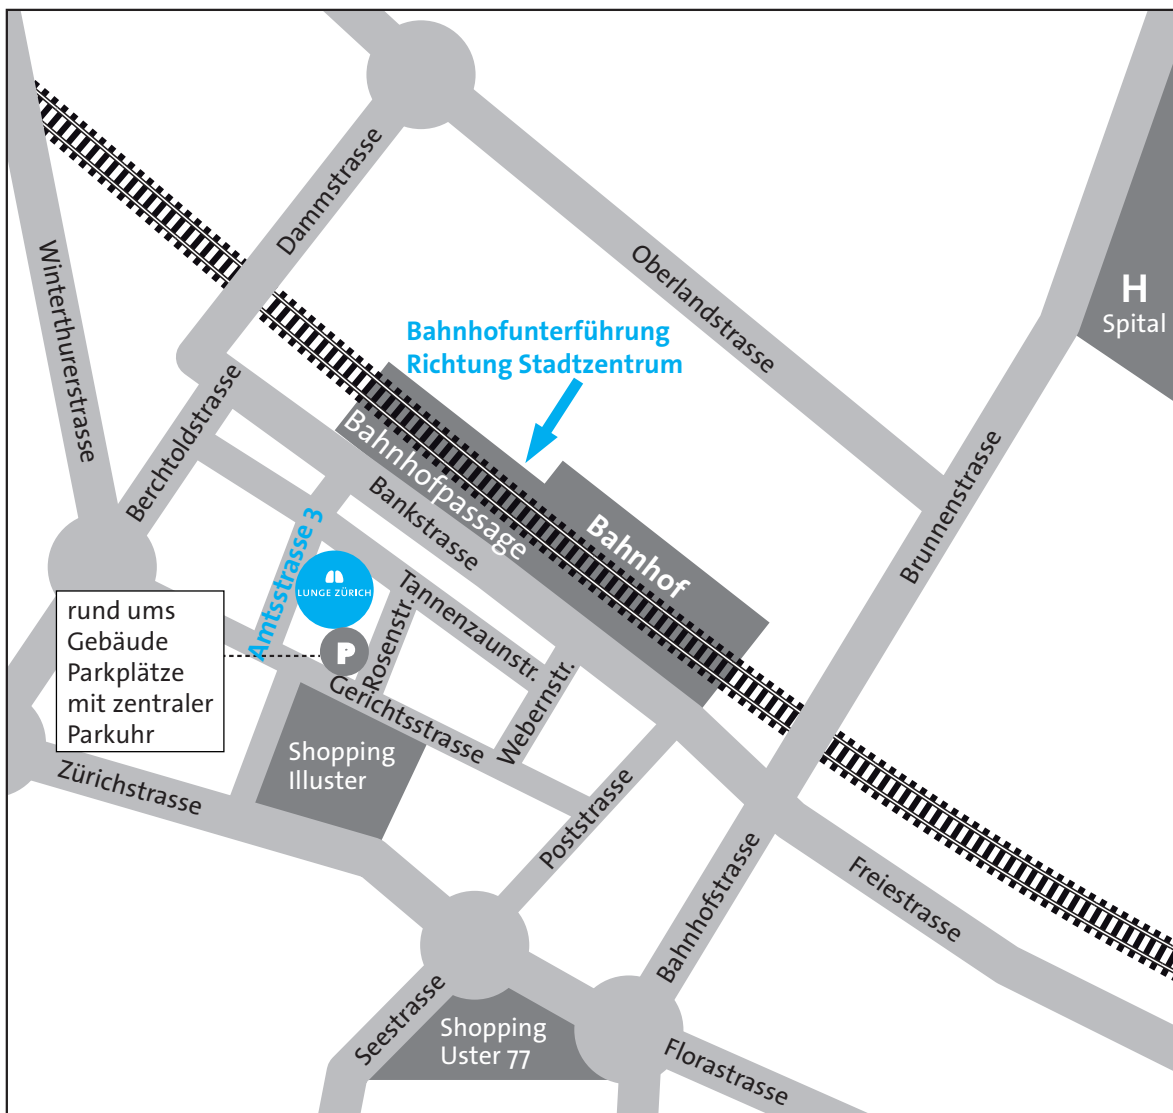 Dammstrasse
Oberlandstrasse
Winterthurerstrasse
H
Spital
Bahnhofunterführung
Richtung Stadtzentrum
Berchtoldstrasse
Bahnhofpassage
Bankstrasse
Bahnhof
Brunnenstrasse
Amtsstrasse 3
LUNGE ZÜRICH
Tannenzaunstr.
rund ums
Gebäude
Parkplätze
mit zentraler
Parkuhr
P
Rosenstr.
Gerichtsstrasse
Webernstr.
Shopping
Illuster
Zürichstrasse
Poststrasse
Bahnhofstrasse
Freiestrasse
Seestrasse
Shopping
Uster 77
Florastrasse